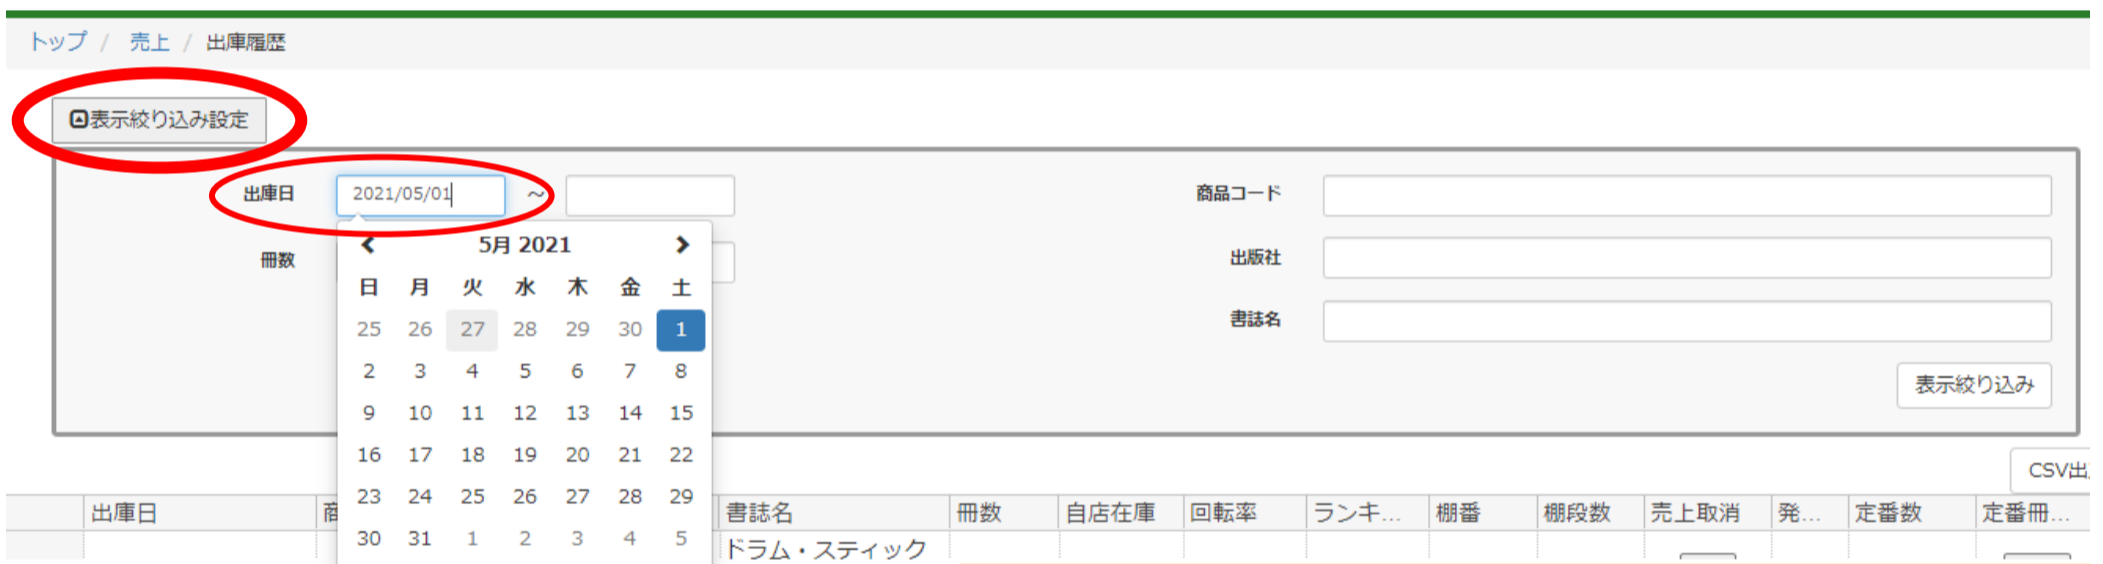 トップ / 売上 / 出庫履歴
表示絞り込み設定
出庫日 2021/05/01 ~
商品コード
冊数
出版社
書誌名
表示絞り込み
5月 2021
日 月 火 水 木 金 土
25 26 27 28 29 30 1
2 3 4 5 6 7 8
9 10 11 12 13 14 15
16 17 18 19 20 21 22
23 24 25 26 27 28 29
30 31 1 2 3 4 5
CSV出
出庫日 商 書誌名 冊数 自店在庫 回転率 ランキ... 棚番 棚段数 売上取消 発... 定番数 定番冊...
ドラム・スティック